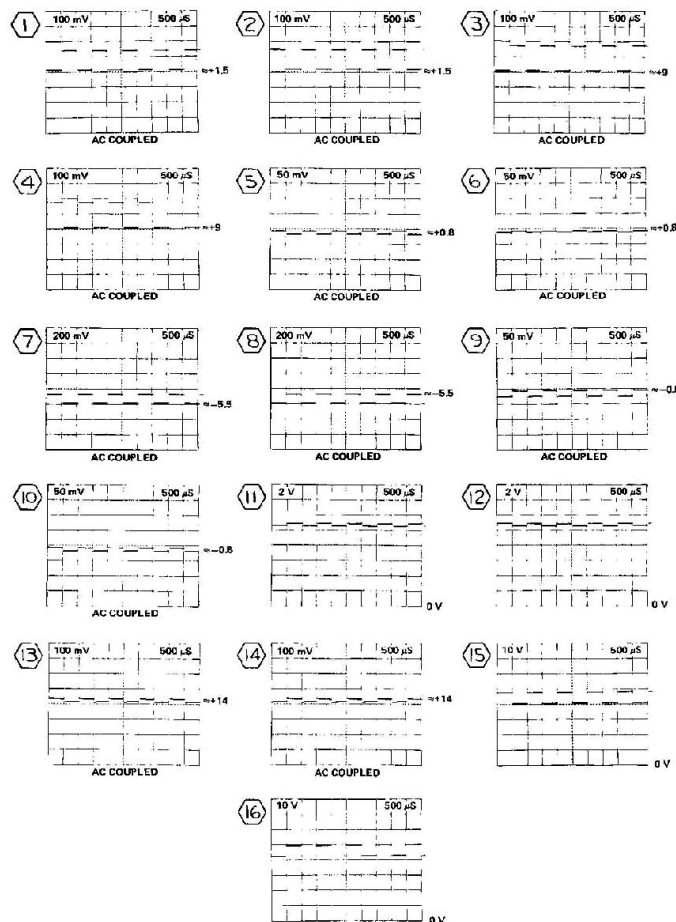 1 100 mV 500 µS ≈+1.5 AC COUPLED
2 100 mV 500 µS ≈+1.5 AC COUPLED
3 100 mV 500 µS ≈+9 AC COUPLED
4 100 mV 500 µS ≈+9 AC COUPLED
5 50 mV 500 µS ≈+0.8 AC COUPLED
6 50 mV 500 µS ≈+0.8 AC COUPLED
7 200 mV 500 µS ≈−5.5 AC COUPLED
8 200 mV 500 µS ≈−5.5 AC COUPLED
9 50 mV 500 µS AC COUPLED
10 50 mV 500 µS AC COUPLED
11 2 V 500 µS 0 V
12 2 V 500 µS 0 V
13 100 mV 500 µS ≈+14 AC COUPLED
14 100 mV 500 µS ≈+14 AC COUPLED
15 10 V 500 µS 0 V
16 10 V 500 µS 0 V